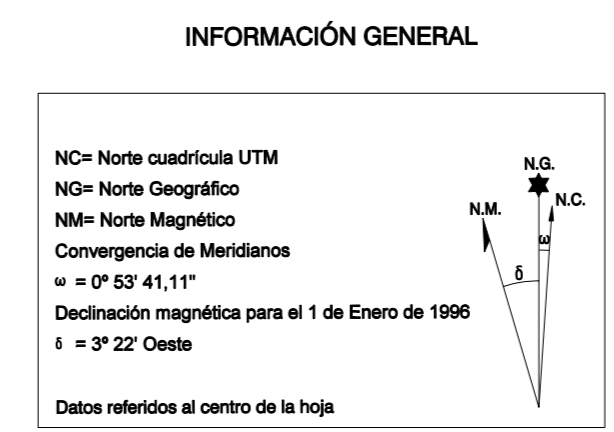 INFORMACIÓN GENERAL
NC= Norte cuadrícula UTM
NG= Norte Geográfico
NM= Norte Magnético
Convergencia de Meridianos
ω = 0º 53' 41,11"
Declinación magnética para el 1 de Enero de 1996
δ = 3º 22' Oeste
Datos referidos al centro de la hoja
N.G.
N.M.
N.C.
ω
δ